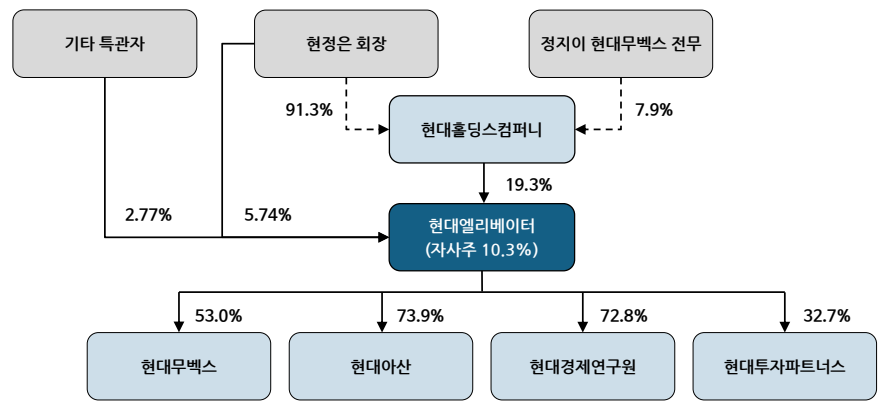 기타 특관자
현정은 회장
정지이 현대무벡스 전무
91.3%
7.9%
현대홀딩스컴퍼니
19.3%
2.77%
5.74%
현대엘리베이터
(자사주 10.3%)
53.0%
73.9%
72.8%
32.7%
현대무벡스
현대아산
현대경제연구원
현대투자파트너스